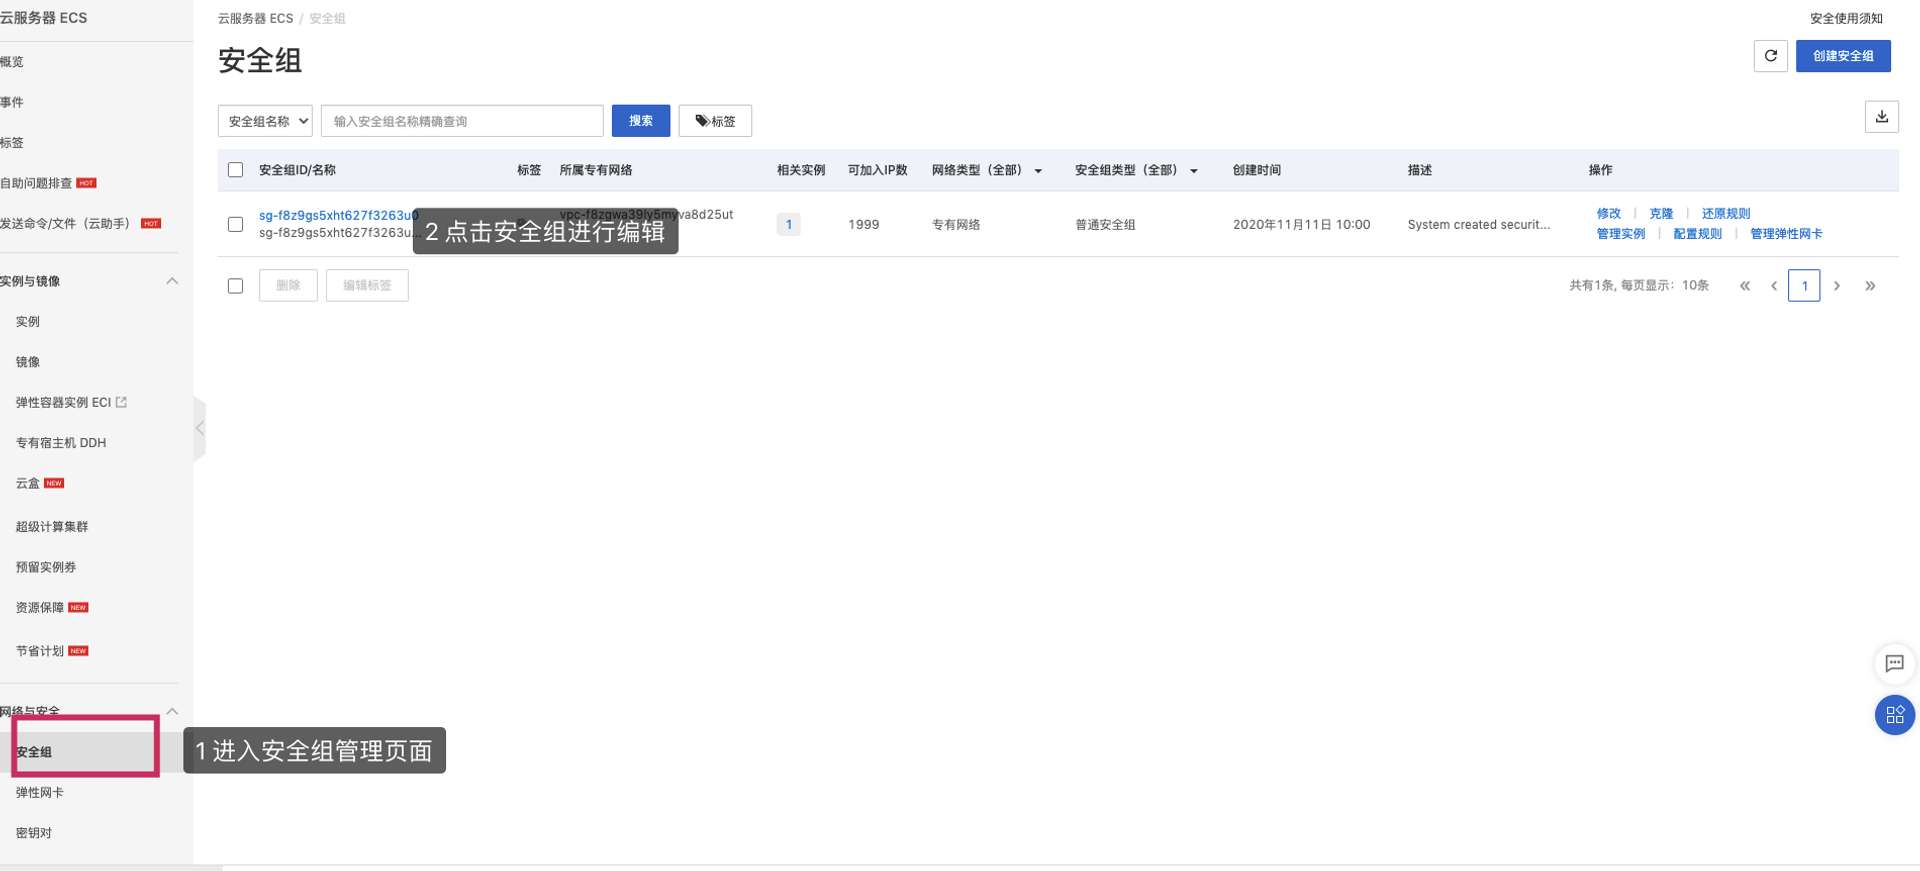 云服务器 ECS
概览
事件
标签
自助问题排查 HOT
发送命令/文件（云助手） HOT
实例与镜像
实例
镜像
弹性容器实例 ECI
专有宿主机 DDH
云盒 NEW
超级计算集群
预留实例券
资源保障 NEW
节省计划 NEW
网络与安全
安全组
1 进入安全组管理页面
弹性网卡
密钥对
云服务器 ECS / 安全组
安全使用须知
安全组
创建安全组
安全组名称 输入安全组名称精确查询 搜索 标签
安全组ID/名称 标签 所属专有网络 相关实例 可加入IP数 网络类型（全部） 安全组类型（全部） 创建时间 描述 操作
sg-f8z9gs5xht627f3263u0
sg-f8z9gs5xht627f3263u...
2 点击安全组进行编辑
vpc-f8zgwa39ly5myva8d25ut
1 1999 专有网络 普通安全组 2020年11月11日 10:00 System created securit...
修改 | 克隆 | 还原规则
管理实例 | 配置规则 | 管理弹性网卡
删除 编辑标签
共有1条, 每页显示：10条 « ‹ 1 › »